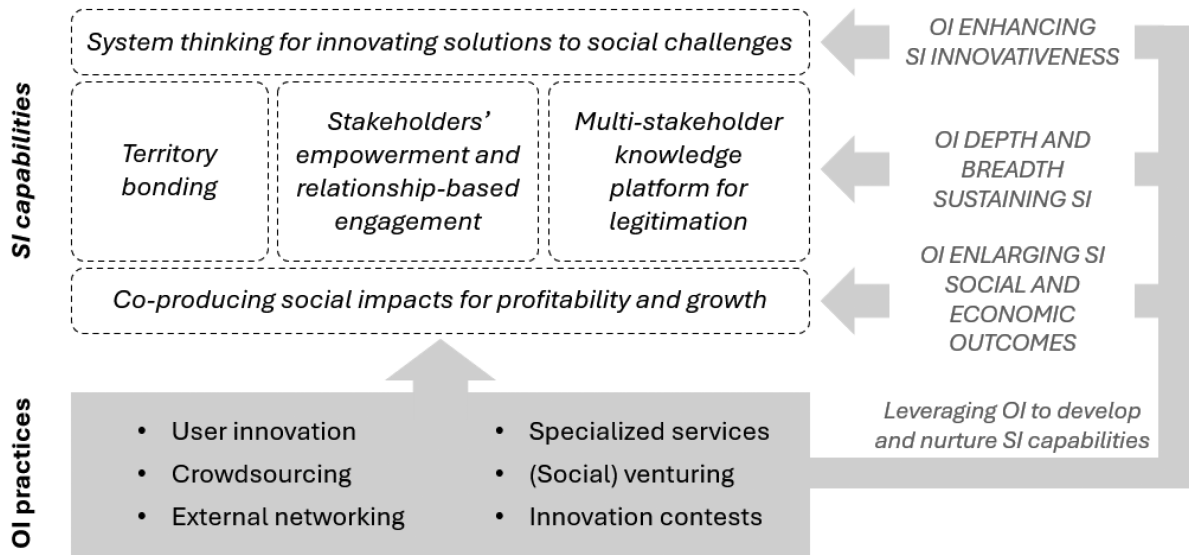 System thinking for innovating solutions to social challenges
OI ENHANCING
SI INNOVATIVENESS
SI capabilities
Territory
bonding
Stakeholders’
empowerment and
relationship-based
engagement
Multi-stakeholder
knowledge
platform for
legitimation
OI DEPTH AND
BREADTH
SUSTAINING SI
Co-producing social impacts for profitability and growth
OI ENLARGING SI
SOCIAL AND
ECONOMIC
OUTCOMES
OI practices
• User innovation
• Crowdsourcing
• External networking
• Specialized services
• (Social) venturing
• Innovation contests
Leveraging OI to develop
and nurture SI capabilities